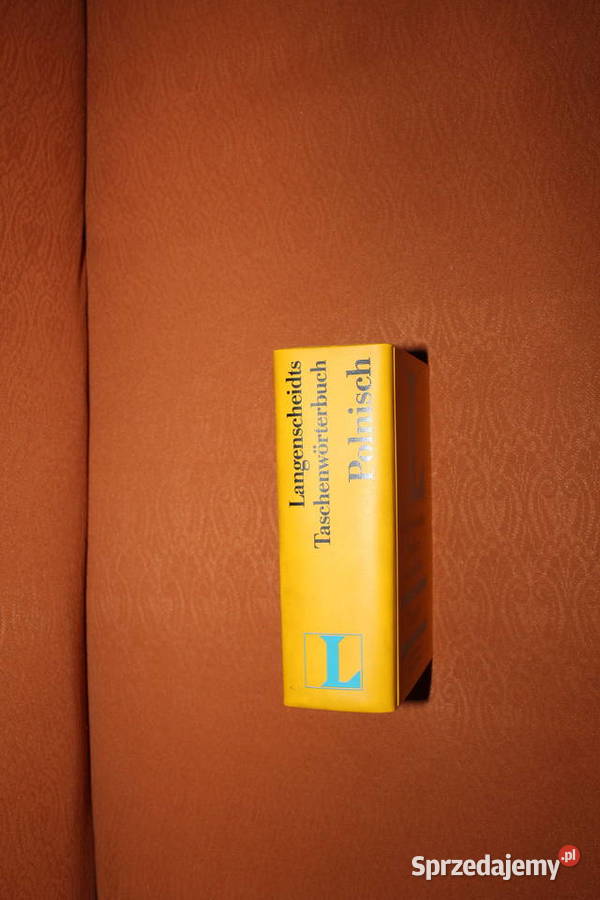 Langenscheidts
Taschenwörterbuch
Polnisch
L
Sprzedajemy.pl